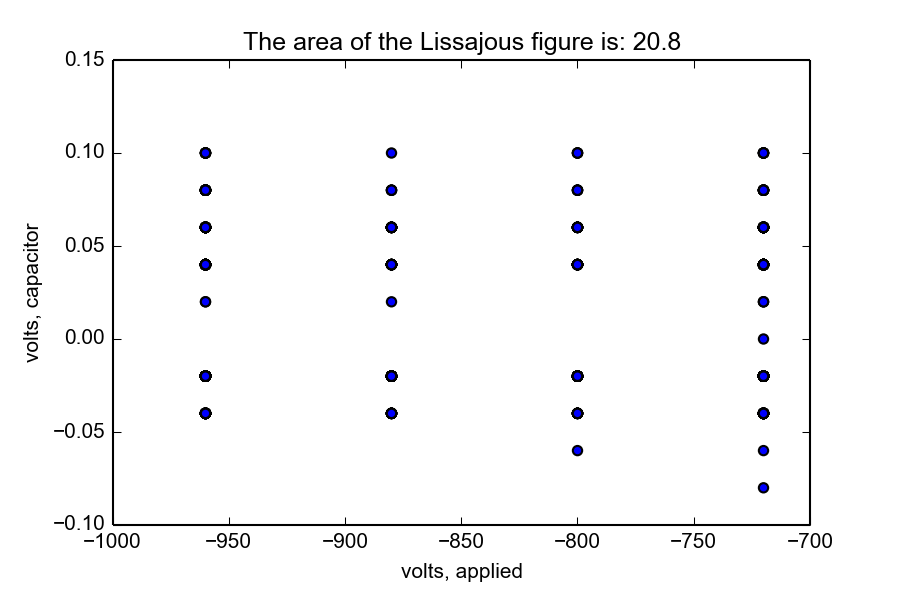 The area of the Lissajous figure is: 20.8
0.15
0.10
0.05
0.00
−0.05
−0.10
volts, capacitor
−1000 −950 −900 −850 −800 −750 −700
volts, applied